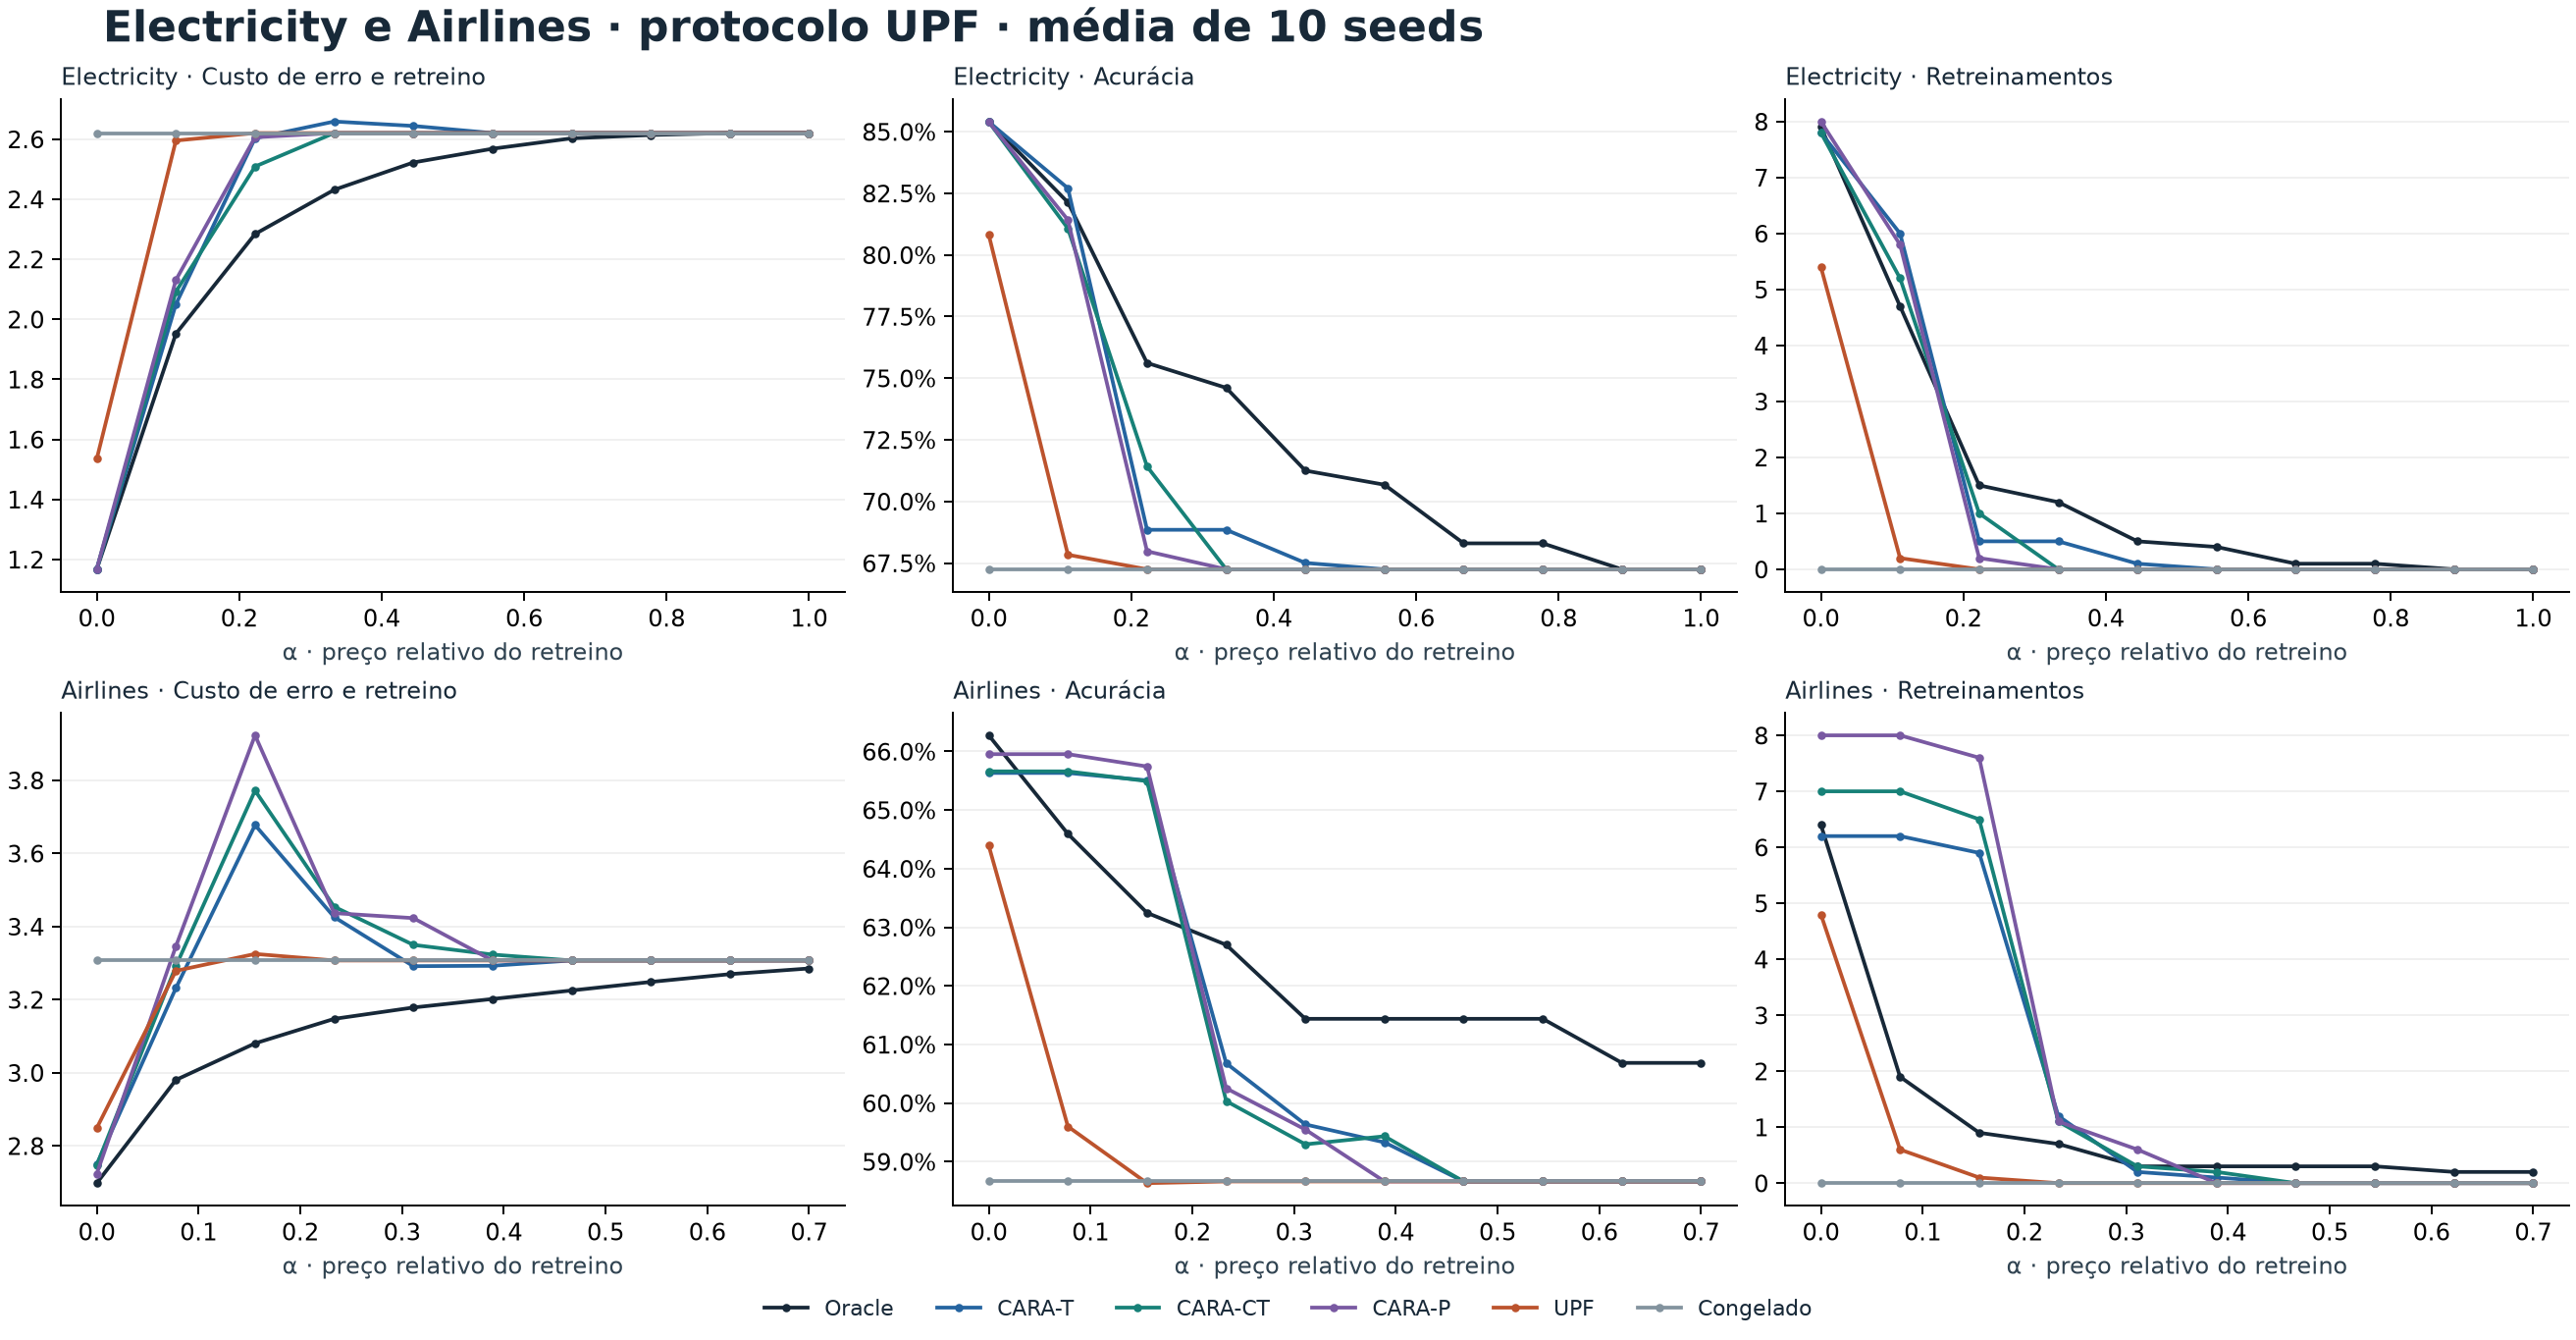 Electricity e Airlines · protocolo UPF · média de 10 seeds
Electricity · Custo de erro e retreino
2.6
2.4
2.2
2.0
1.8
1.6
1.4
1.2
0.0 0.2 0.4 0.6 0.8 1.0
α · preço relativo do retreino
Electricity · Acurácia
85.0%
82.5%
80.0%
77.5%
75.0%
72.5%
70.0%
67.5%
0.0 0.2 0.4 0.6 0.8 1.0
α · preço relativo do retreino
Electricity · Retreinamentos
8
7
6
5
4
3
2
1
0
0.0 0.2 0.4 0.6 0.8 1.0
α · preço relativo do retreino
Airlines · Custo de erro e retreino
3.8
3.6
3.4
3.2
3.0
2.8
0.0 0.1 0.2 0.3 0.4 0.5 0.6 0.7
α · preço relativo do retreino
Airlines · Acurácia
66.0%
65.0%
64.0%
63.0%
62.0%
61.0%
60.0%
59.0%
0.0 0.1 0.2 0.3 0.4 0.5 0.6 0.7
α · preço relativo do retreino
Airlines · Retreinamentos
8
7
6
5
4
3
2
1
0
0.0 0.1 0.2 0.3 0.4 0.5 0.6 0.7
α · preço relativo do retreino
Oracle CARA-T CARA-CT CARA-P UPF Congelado